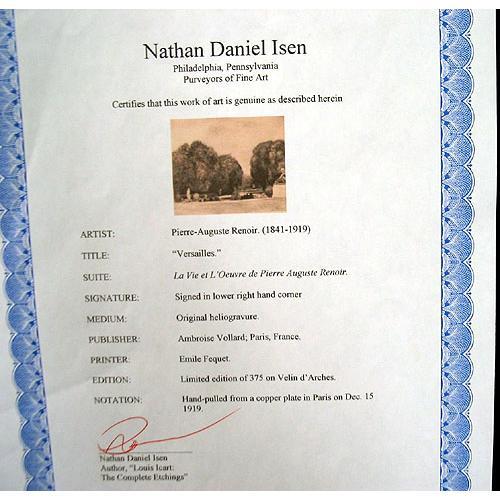 Nathan Daniel Isen
Philadelphia, Pennsylvania
Purveyors of Fine Art
Certifies that this work of art is genuine as described herein
ARTIST: Pierre-Auguste Renoir. (1841-1919)
TITLE: "Versailles."
SUITE: La Vie et L'Oeuvre de Pierre Auguste Renoir.
SIGNATURE: Signed in lower right hand corner
MEDIUM: Original heliogravure.
PUBLISHER: Ambroise Vollard; Paris, France.
PRINTER: Emile Fequet.
EDITION: Limited edition of 375 on Velin d'Arches.
NOTATION: Hand-pulled from a copper plate in Paris on Dec. 15
1919.
Nathan Daniel Isen
Author, "Louis Icart:
The Complete Etchings"